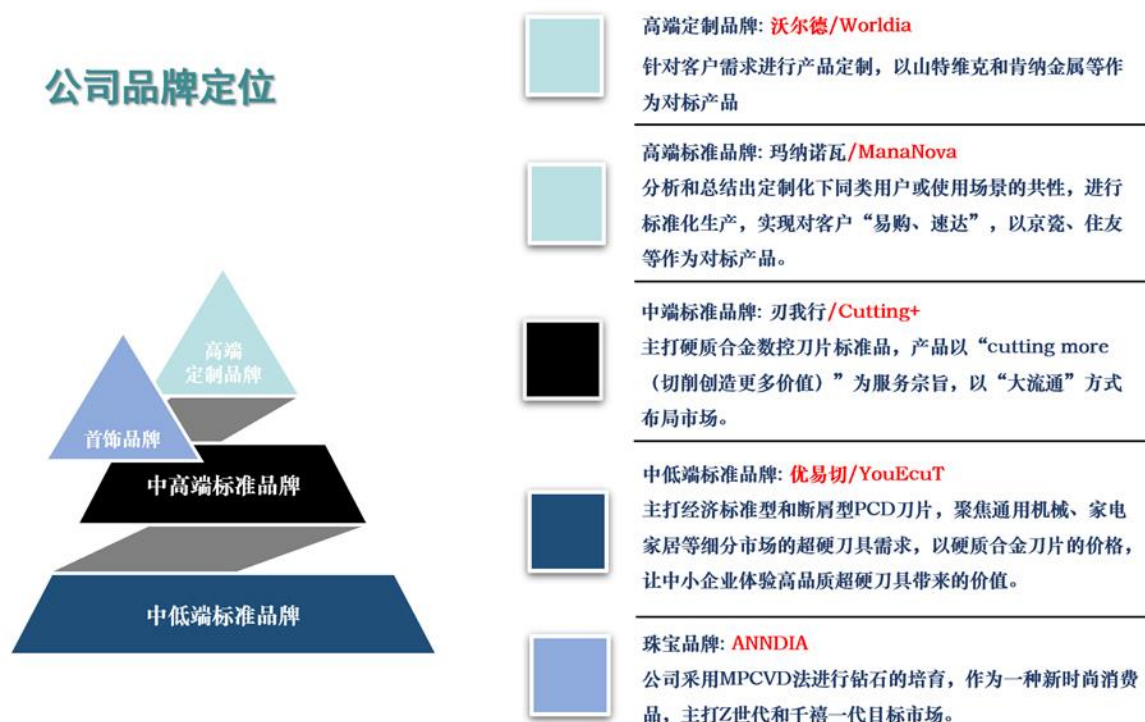 公司品牌定位
高端
定制品牌
首饰品牌
中高端标准品牌
中低端标准品牌
高端定制品牌: 沃尔德/Worldia
针对客户需求进行产品定制，以山特维克和肯纳金属等作
为对标产品
高端标准品牌: 玛纳诺瓦/ManaNova
分析和总结出定制化下同类用户或使用场景的共性，进行
标准化生产，实现对客户“易购、速达”，以京瓷、住友
等作为对标产品。
中端标准品牌: 刃我行/Cutting+
主打硬质合金数控刀片标准品，产品以“cutting more
（切削创造更多价值）”为服务宗旨，以“大流通”方式
布局市场。
中低端标准品牌: 优易切/YouEcuT
主打经济标准型和断屑型PCD刀片，聚焦通用机械、家电
家居等细分市场的超硬刀具需求，以硬质合金刀片的价格，
让中小企业体验高品质超硬刀具带来的价值。
珠宝品牌: ANNDIA
公司采用MPCVD法进行钻石的培育，作为一种新时尚消费
品，主打Z世代和千禧一代目标市场。